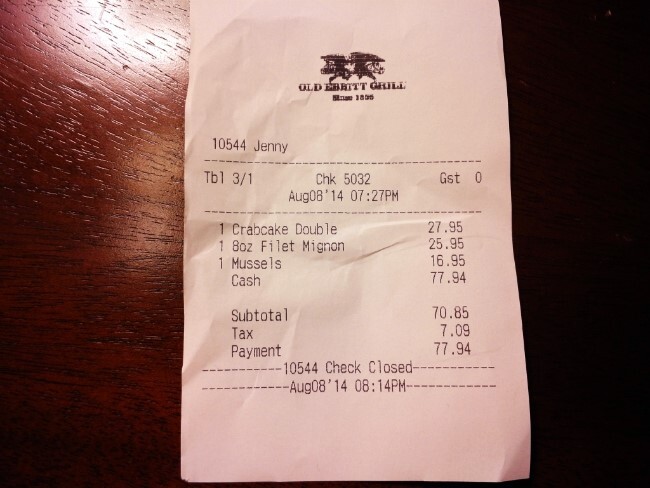 OLD EBBITT GRILL
Since 1856
10544 Jenny
Tbl 3/1 Chk 5032 Gst 0
Aug08'14 07:27PM
1 Crabcake Double 27.95
1 8oz Filet Mignon 25.95
1 Mussels 16.95
Cash 77.94
Subtotal 70.85
Tax 7.09
Payment 77.94
------------10544 Check Closed------------
-------------Aug08'14 08:14PM-------------